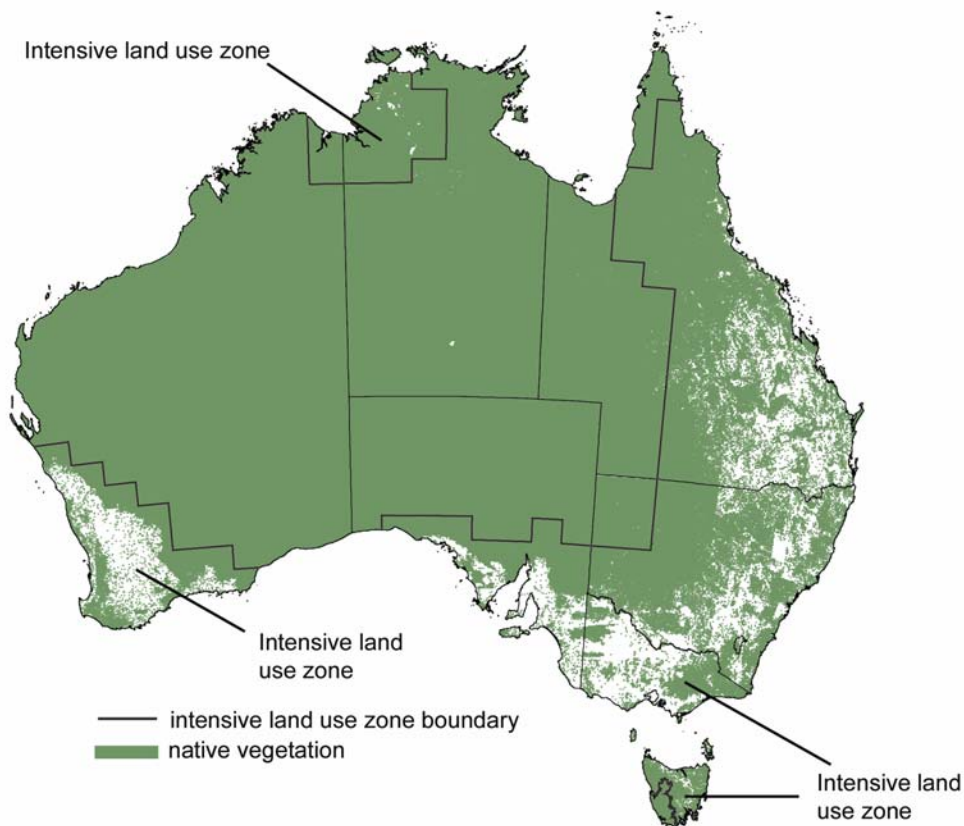 Intensive land use zone
Intensive land
use zone
intensive land use zone boundary
native vegetation
Intensive land
use zone